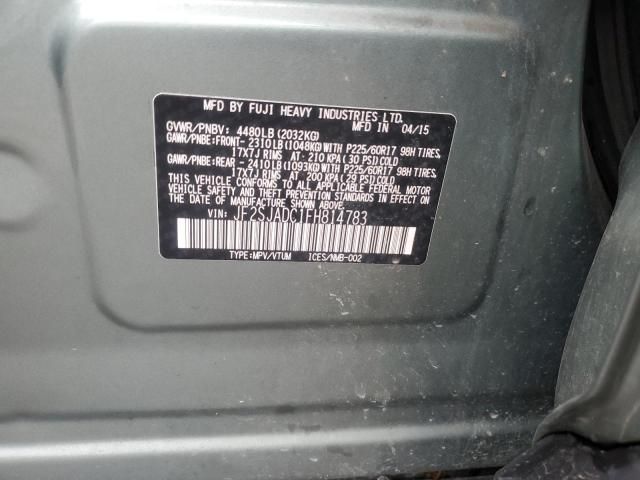 MFD BY FUJI HEAVY INDUSTRIES LTD.
MFD IN 04/15
GVWR/PNBV: 4480LB(2032KG)
GAWR/PNBE:FRONT-2310LB(1048KG)WITH P225/60R17 98H TIRES,
17X7J RIMS AT 210 KPA(30 PSI)COLD
GAWR/PNBE:REAR -2410LB(1093KG)WITH P225/60R17 98H TIRES,
17X7J RIMS AT 200 KPA(29 PSI)COLD
THIS VEHICLE CONFORMS TO ALL APPLICABLE FEDERAL MOTOR
VEHICLE SAFETY, BUMPER, AND THEFT PREVENTION STANDARDS IN EFFECT ON
THE DATE OF MANUFACTURE SHOWN ABOVE.
VIN: JF2SJADC1FH814783
TYPE:MPV/VTUM ICES/NMB-002